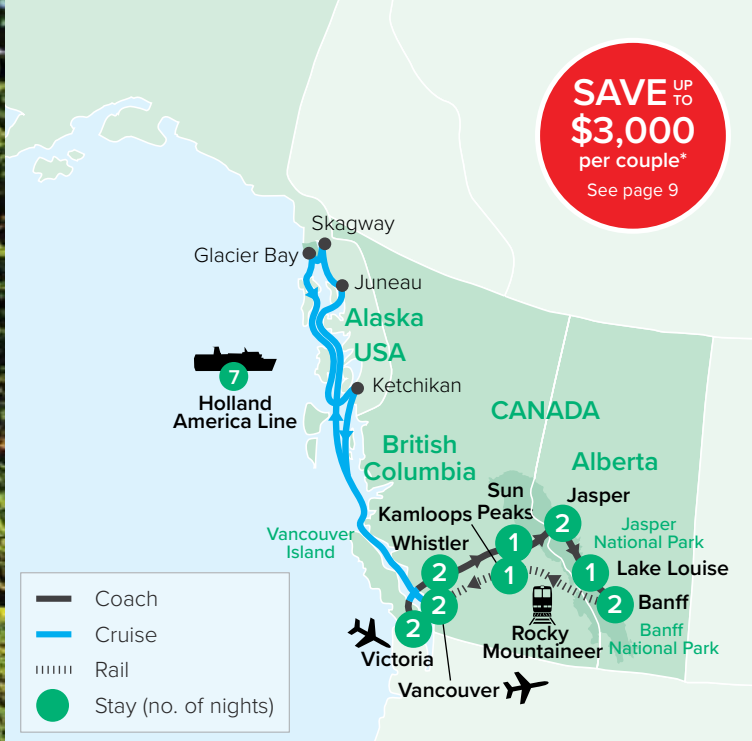 SAVE UP TO
$3,000
per couple*
See page 9
Skagway
Glacier Bay
Juneau
Alaska
USA
7
Holland
America Line
Ketchikan
CANADA
British
Columbia
Alberta
Sun
Peaks
Jasper
Kamloops
2
Jasper
National Park
Vancouver
Island
Whistler
1
2
1
1
Lake Louise
2
2
Banff
2
Rocky
Mountaineer
Banff
National Park
Victoria
Vancouver
Coach
Cruise
Rail
Stay (no. of nights)